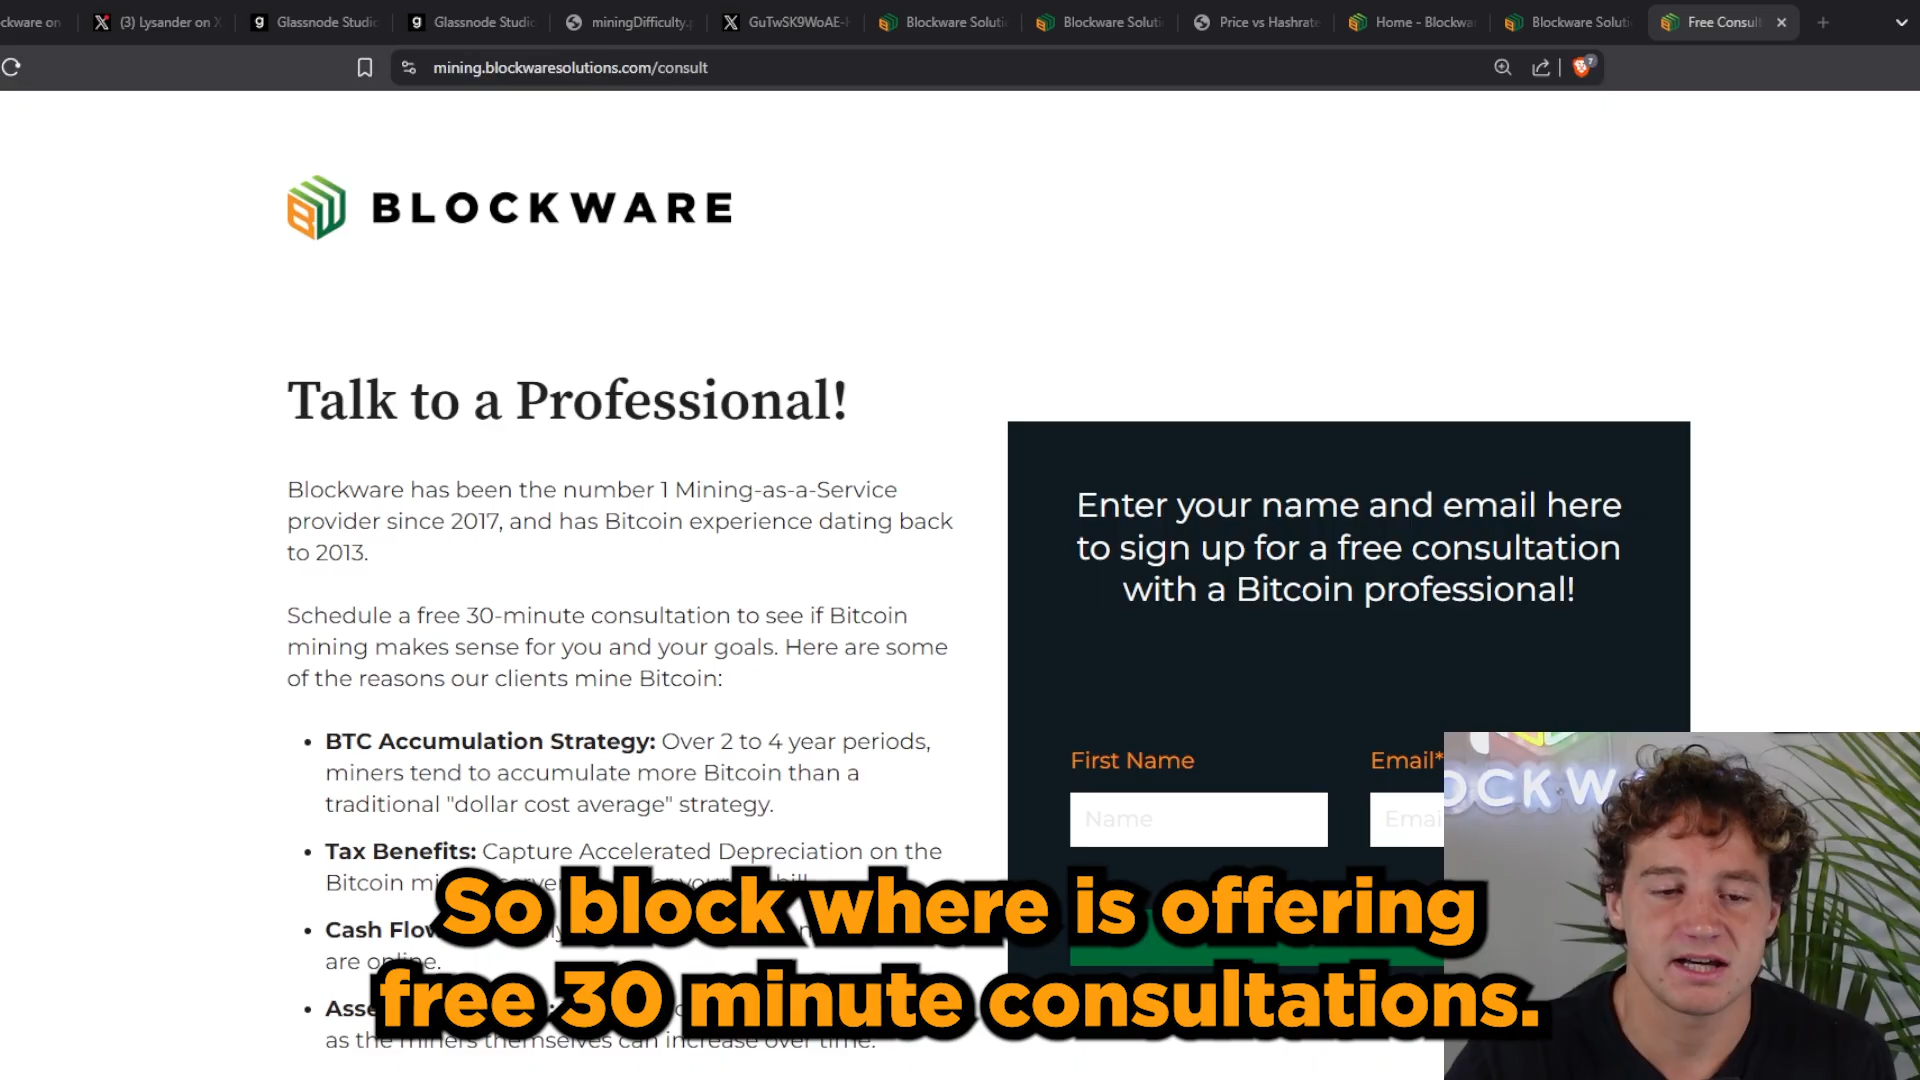 ckware on
(3) Lysander on X
Glassnode Studi
Glassnode Studi
miningDifficulty.p
GuTwSK9WoAE-
Blockware Soluti
Blockware Soluti
Price vs Hashrate
Home - Blockwa
Blockware Soluti
Free Consult
mining.blockwaresolutions.com/consult
7
BLOCKWARE
Talk to a Professional!
Blockware has been the number 1 Mining-as-a-Service
provider since 2017, and has Bitcoin experience dating back
to 2013.
Schedule a free 30-minute consultation to see if Bitcoin
mining makes sense for you and your goals. Here are some
of the reasons our clients mine Bitcoin:
• BTC Accumulation Strategy: Over 2 to 4 year periods,
miners tend to accumulate more Bitcoin than a
traditional "dollar cost average" strategy.
• Tax Benefits: Capture Accelerated Depreciation on the
Bitcoin mi
• Cash Flow
are online.
• Asse
as the miners themselves can increase over time.
Enter your name and email here
to sign up for a free consultation
with a Bitcoin professional!
First Name
Email*
Name
Emai
OCKW
So block where is offering
free 30 minute consultations.